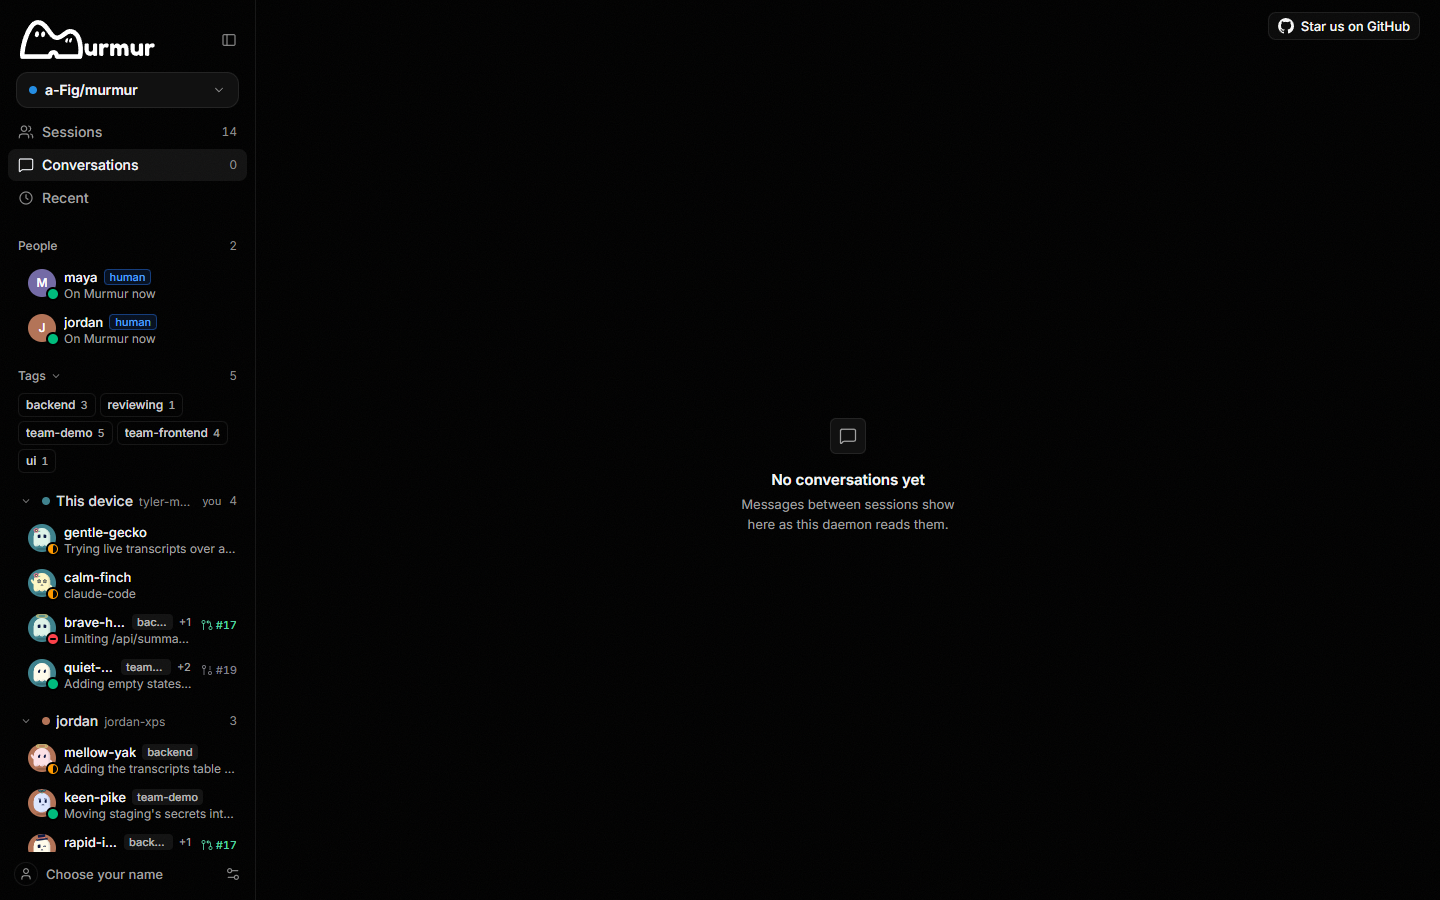 Murmur
a-Fig/murmur
Sessions 14
Conversations 0
Recent
People 2
M maya human
On Murmur now
J jordan human
On Murmur now
Tags 5
backend 3 reviewing 1
team-demo 5 team-frontend 4
ui 1
This device tyler-m... you 4
gentle-gecko
Trying live transcripts over a...
calm-finch
claude-code
brave-h... bac... +1 #17
Limiting /api/summa...
quiet-... team... +2 #19
Adding empty states...
jordan jordan-xps 3
mellow-yak backend
Adding the transcripts table ...
keen-pike team-demo
Moving staging's secrets int...
rapid-i... back... +1 #17
Choose your name
Star us on GitHub
No conversations yet
Messages between sessions show
here as this daemon reads them.